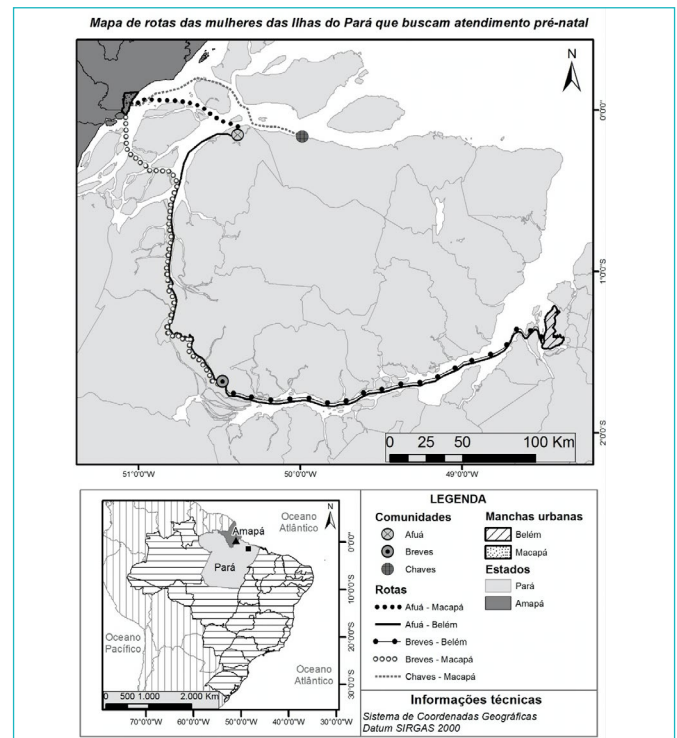 Mapa de rotas das mulheres das Ilhas do Pará que buscam atendimento pré-natal
N
0°0'0"
1°0'0"S
2°0'0"S
0 25 50 100 Km
51°0'0"W 50°0'0"W 49°0'0"W
Oceano
Atlântico
N
Amapá
Pará
Oceano
Pacífico
Oceano
Atlântico
0 500 1.000 2.000 Km
0°0'0"
10°0'0"S
20°0'0"S
30°0'0"S
70°0'0"W 60°0'0"W 50°0'0"W 40°0'0"W 30°0'0"W
LEGENDA
Comunidades
Afuá
Breves
Chaves
Rotas
Afuá - Macapá
Afuá - Belém
Breves - Belém
Breves - Macapá
Chaves - Macapá
Manchas urbanas
Belém
Macapá
Estados
Pará
Amapá
Informações técnicas
Sistema de Coordenadas Geográficas
Datum SIRGAS 2000